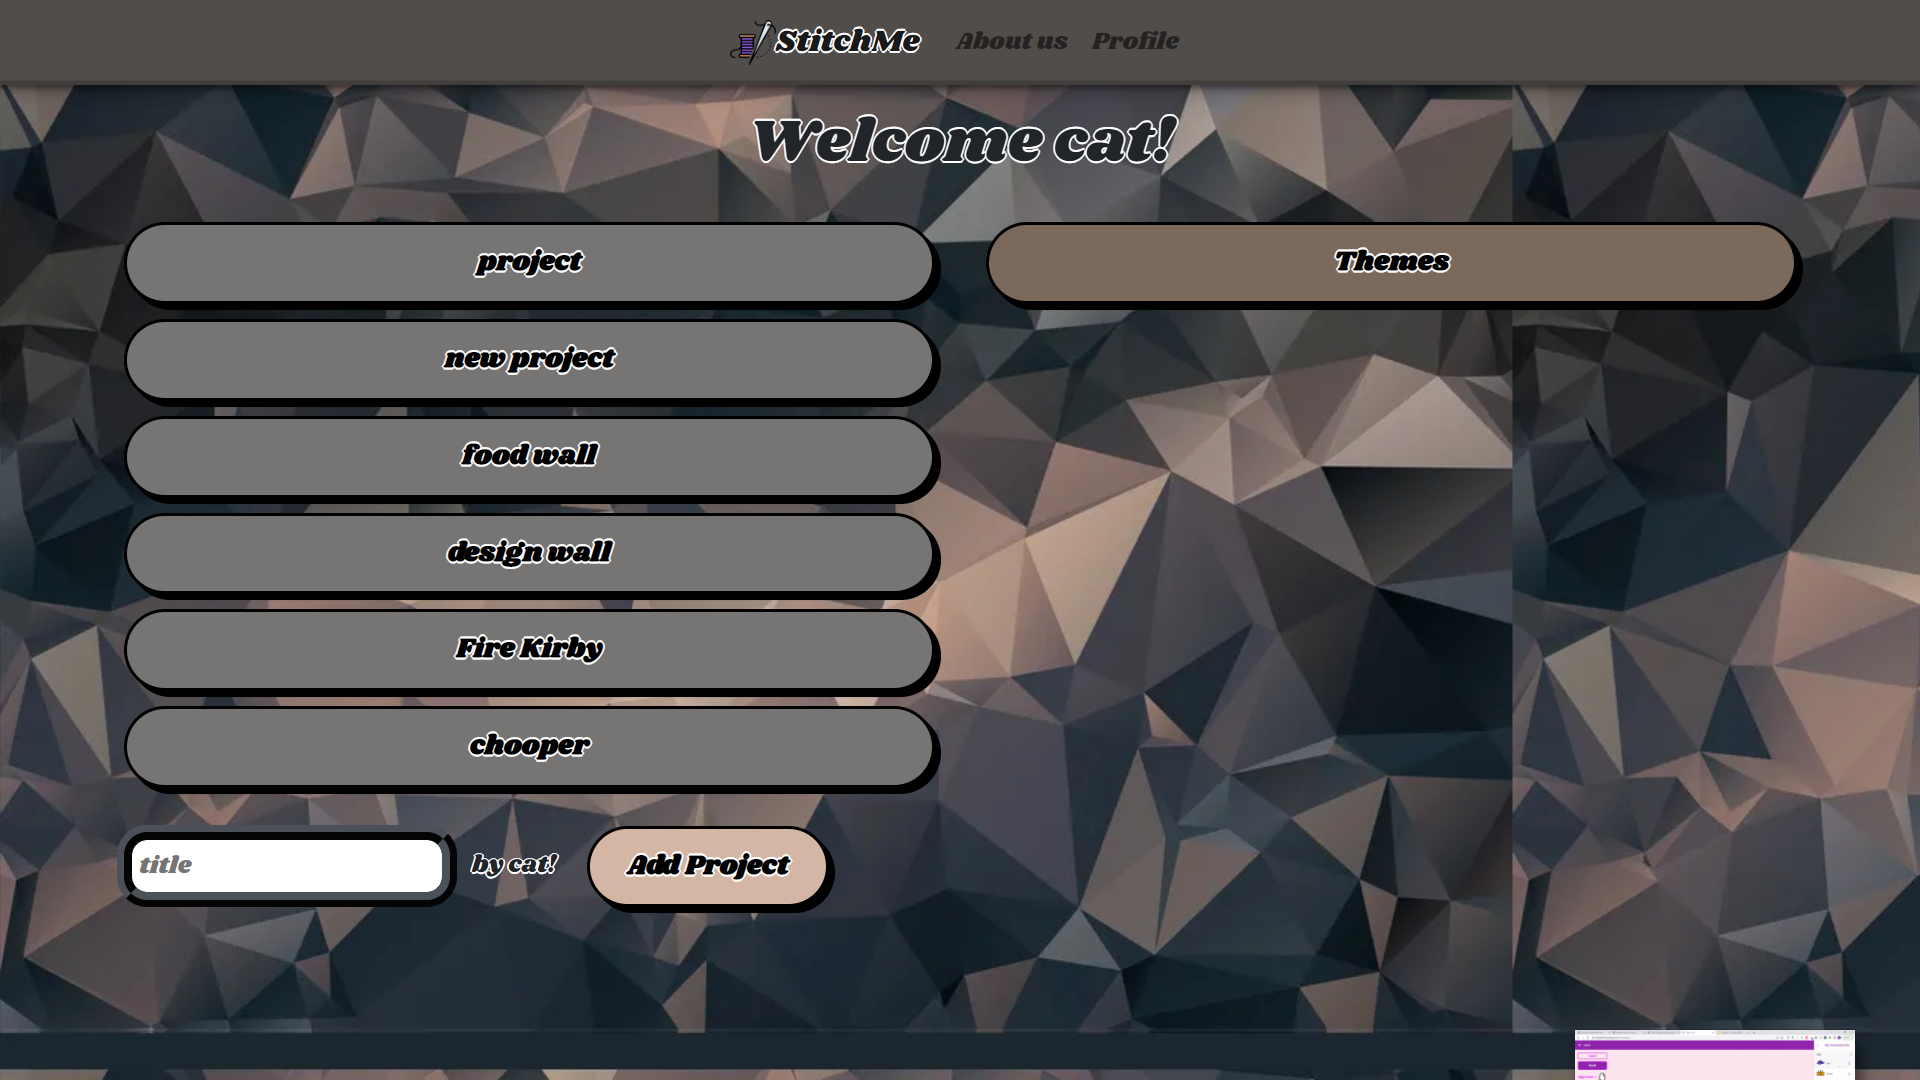 StitchMe About us Profile
Welcome cat!
project
Themes
new project
food wall
design wall
Fire Kirby
chooper
title by cat! Add Project